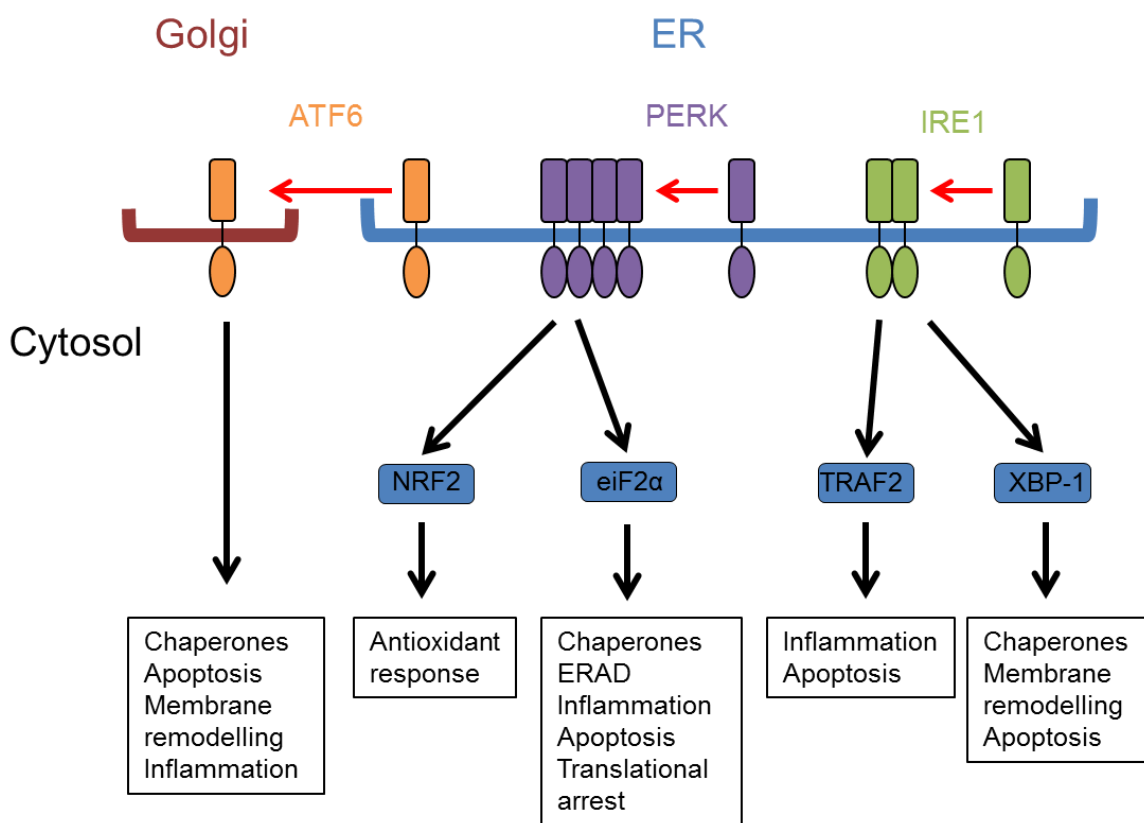 Golgi
ER
ATF6
PERK
IRE1
Cytosol
NRF2
eiF2α
TRAF2
XBP-1
Chaperones
Apoptosis
Membrane
remodelling
Inflammation
Antioxidant
response
Chaperones
ERAD
Inflammation
Apoptosis
Translational
arrest
Inflammation
Apoptosis
Chaperones
Membrane
remodelling
Apoptosis